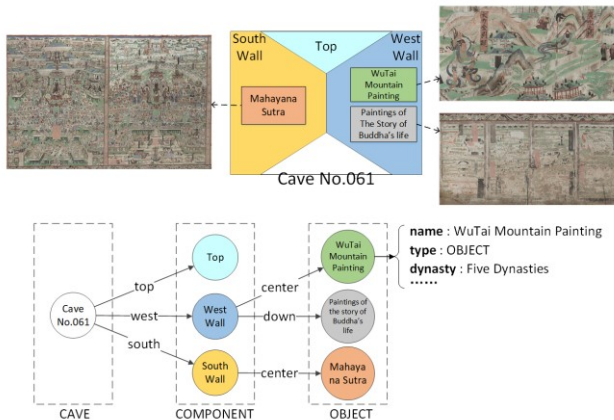 South
Wall
Top
West
Wall
WuTai
Mountain
Painting
Mahayana
Sutra
Paintings of
The Story of
Buddha's life
Cave No.061
Cave
No.061
top
west
south
Top
West
Wall
South
Wall
center
down
center
WuTai
Mountain
Painting
Paintings of
the story of
Buddha's
life
Mahaya
na Sutra
name : WuTai Mountain Painting
type : OBJECT
dynasty : Five Dynasties
······
CAVE
COMPONENT
OBJECT